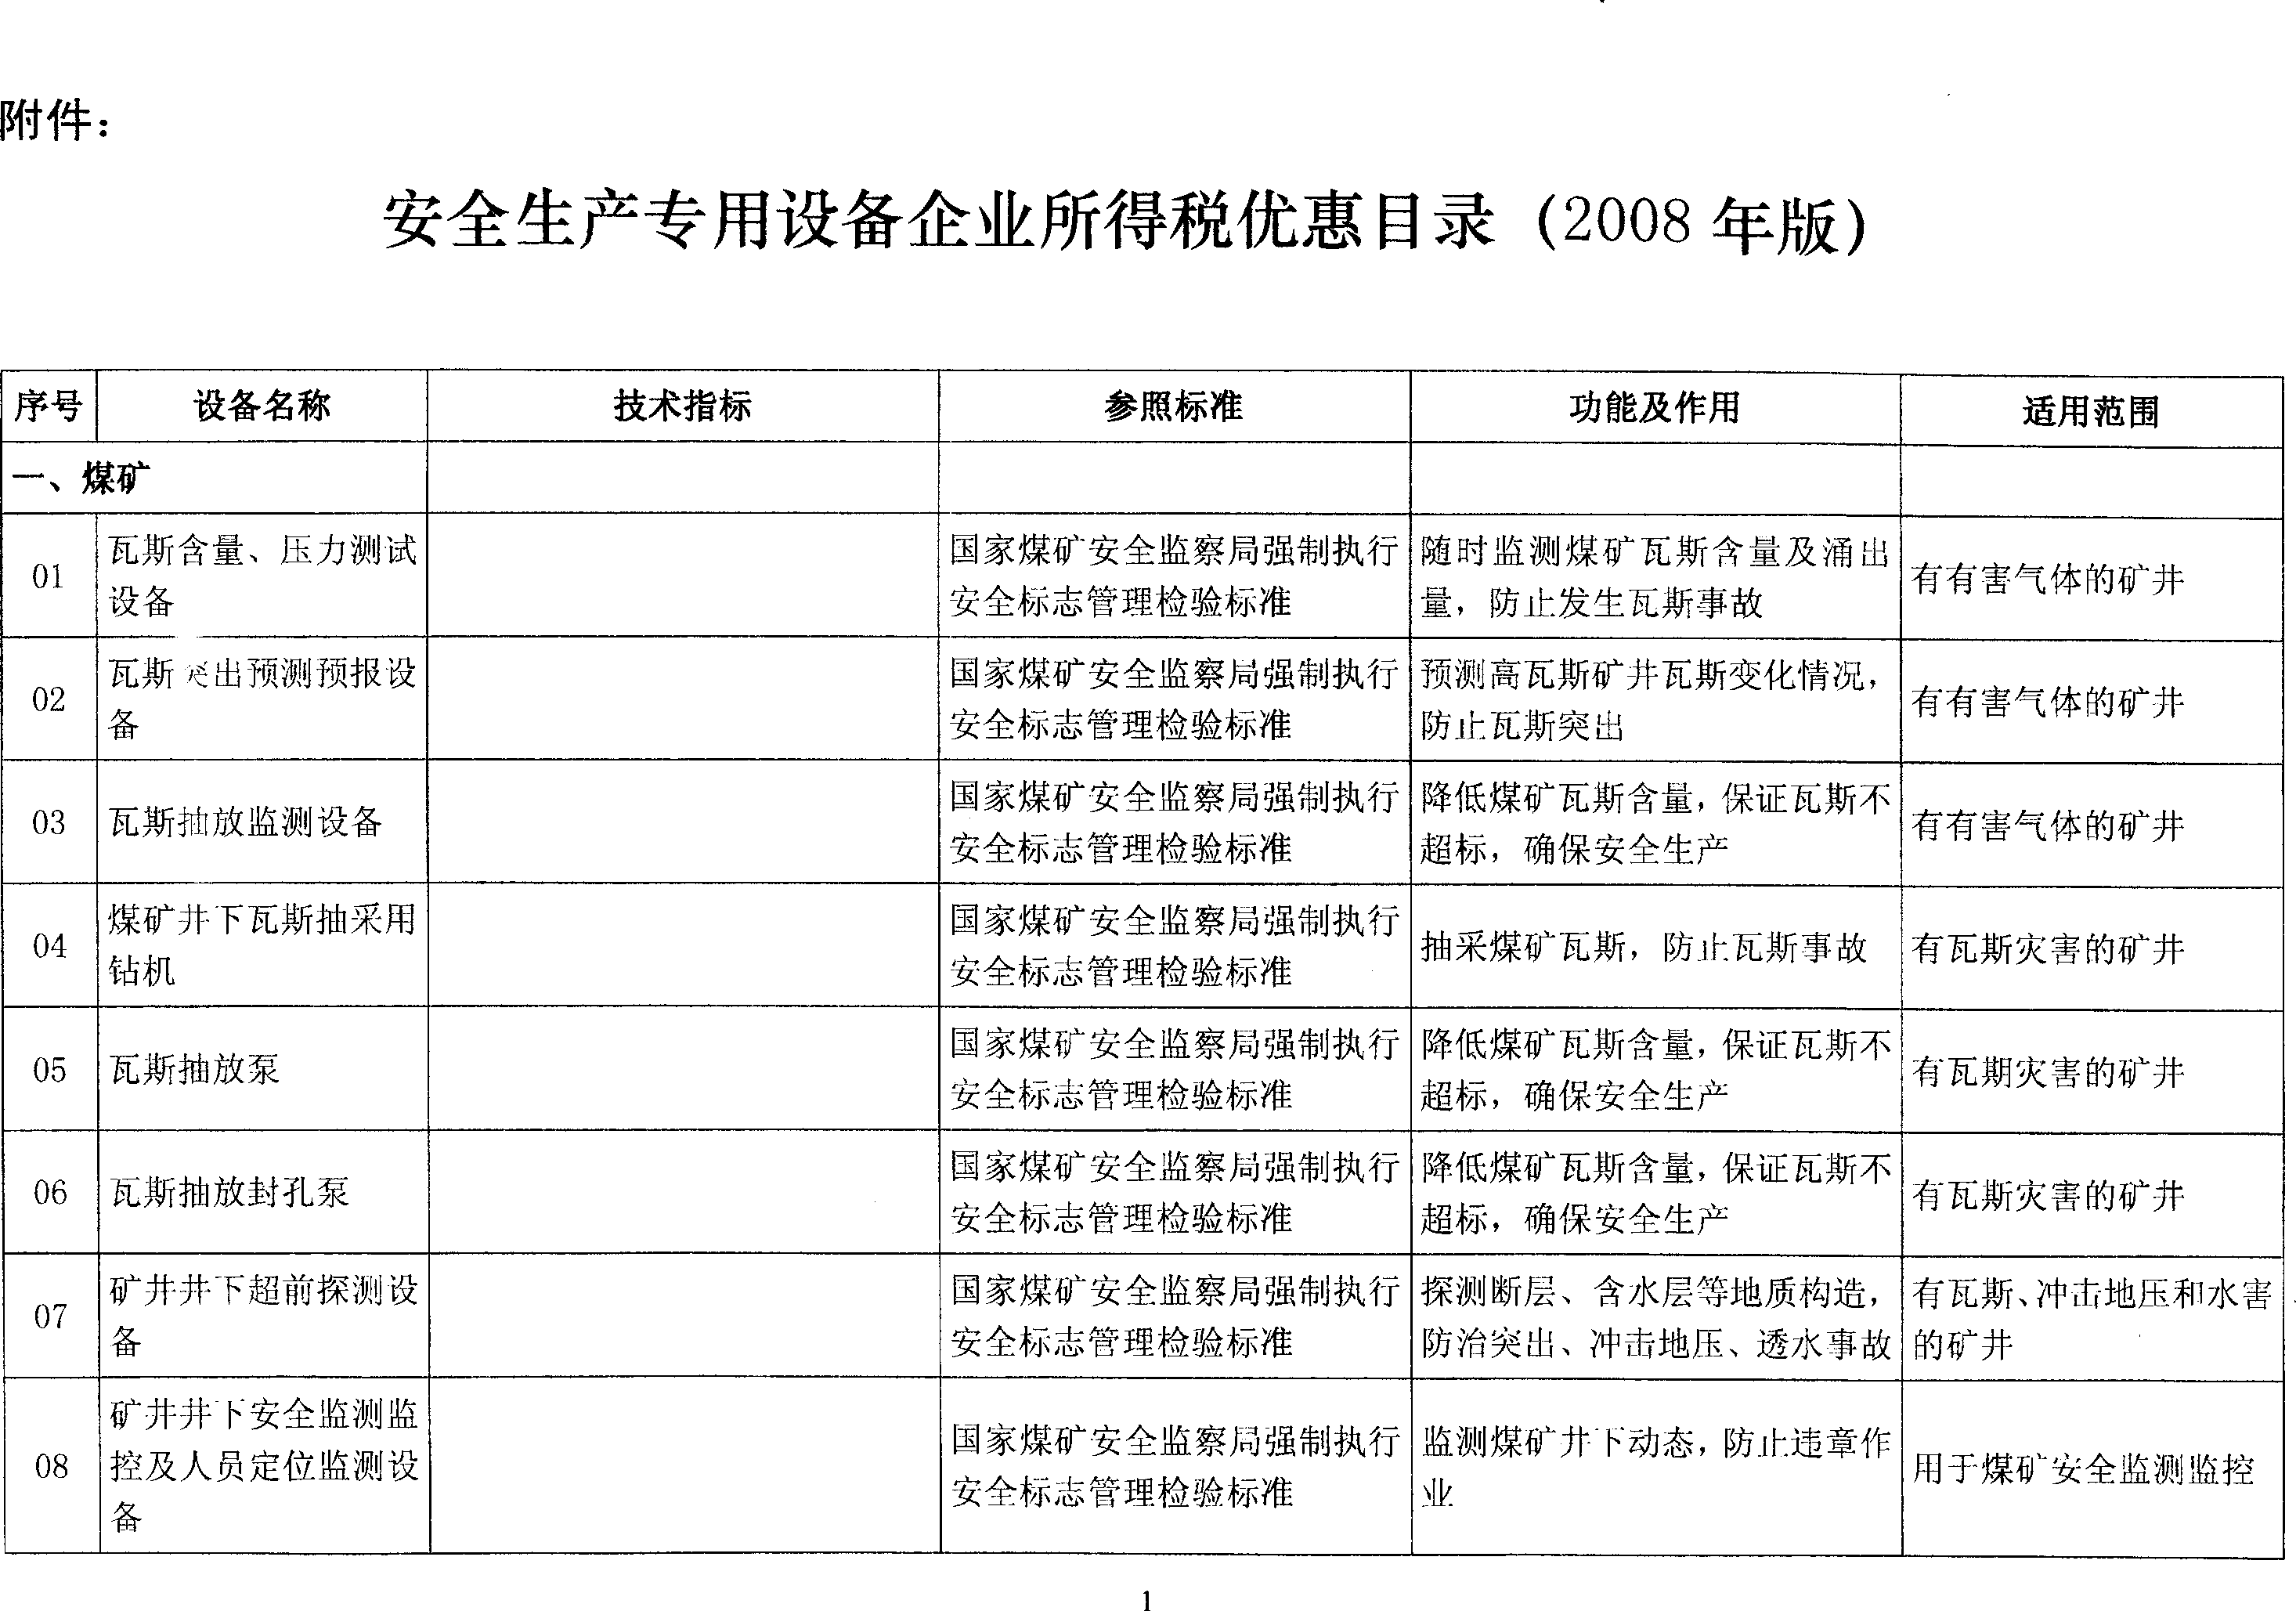 附件：
安全生产专用设备企业所得税优惠目录（2008 年版）
序号 设备名称 技术指标 参照标准 功能及作用 适用范围
一、煤矿
01 瓦斯含量、压力测试
设备
国家煤矿安全监察局强制执行
安全标志管理检验标准
随时监测煤矿瓦斯含量及涌出
量，防止发生瓦斯事故
有有害气体的矿井
02 瓦斯突出预测预报设
备
国家煤矿安全监察局强制执行
安全标志管理检验标准
预测高瓦斯矿井瓦斯变化情况，
防止瓦斯突出
有有害气体的矿井
03 瓦斯抽放监测设备
国家煤矿安全监察局强制执行
安全标志管理检验标准
降低煤矿瓦斯含量，保证瓦斯不
超标，确保安全生产
有有害气体的矿井
04 煤矿井下瓦斯抽采用
钻机
国家煤矿安全监察局强制执行
安全标志管理检验标准
抽采煤矿瓦斯，防止瓦斯事故
有瓦斯灾害的矿井
05 瓦斯抽放泵
国家煤矿安全监察局强制执行
安全标志管理检验标准
降低煤矿瓦斯含量，保证瓦斯不
超标，确保安全生产
有瓦期灾害的矿井
06 瓦斯抽放封孔泵
国家煤矿安全监察局强制执行
安全标志管理检验标准
降低煤矿瓦斯含量，保证瓦斯不
超标，确保安全生产
有瓦斯灾害的矿井
07 矿井井下超前探测设
备
国家煤矿安全监察局强制执行
安全标志管理检验标准
探测断层、含水层等地质构造，
防治突出、冲击地压、透水事故
有瓦斯、冲击地压和水害
的矿井
08 矿井井下安全监测监
控及人员定位监测设
备
国家煤矿安全监察局强制执行
安全标志管理检验标准
监测煤矿井下动态，防止违章作
业
用于煤矿安全监测监控
1